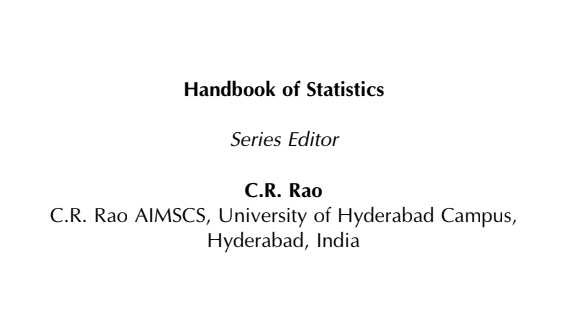 Handbook of Statistics
Series Editor
C.R. Rao
C.R. Rao AIMSCS, University of Hyderabad Campus,
Hyderabad, India